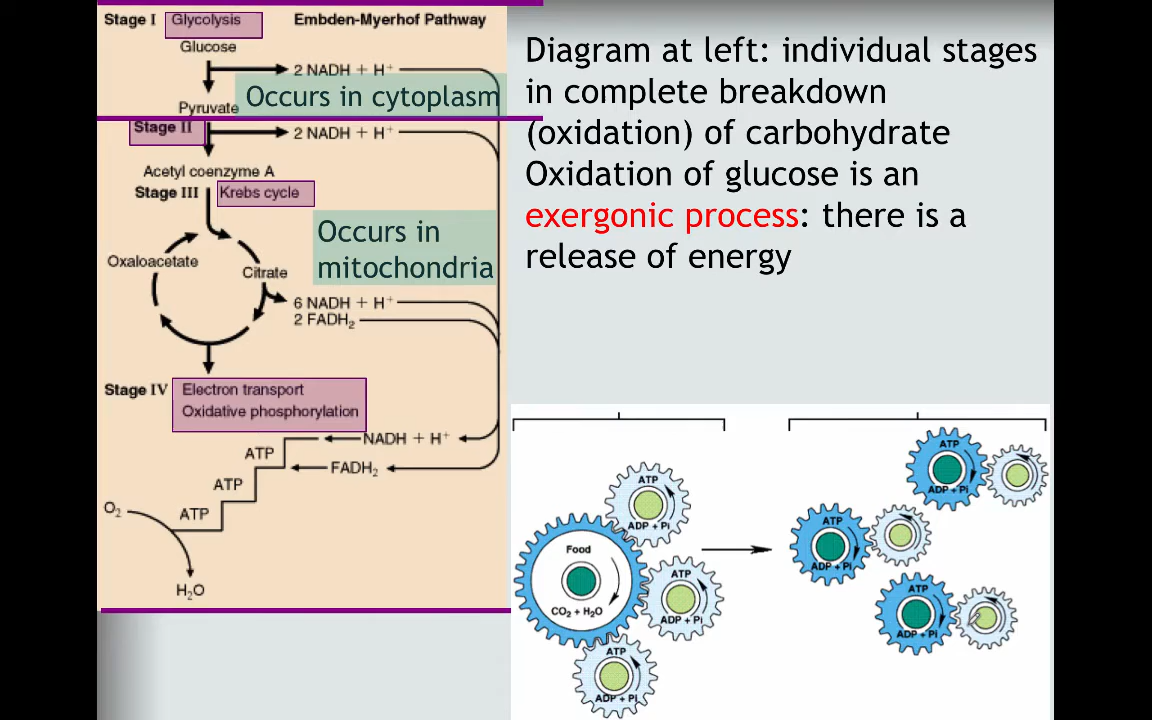 Stage I Glycolysis Embden-Myerhof Pathway
Glucose
2 NADH + H⁺
Occurs in cytoplasm
Pyruvate
Stage II
2 NADH + H⁺
Acetyl coenzyme A
Stage III Krebs cycle
Occurs in
mitochondria
Oxaloacetate
Citrate
6 NADH + H⁺
2 FADH₂
Stage IV Electron transport
Oxidative phosphorylation
NADH + H⁺
ATP
FADH₂
ATP
O₂
ATP
H₂O
Diagram at left: individual stages
in complete breakdown
(oxidation) of carbohydrate
Oxidation of glucose is an
exergonic process: there is a
release of energy
ATP
ADP + Pi
Food
CO₂ + H₂O
ATP
ADP + Pi
ATP
ADP + Pi
ATP
ADP + Pi
ATP
ADP + Pi
ATP
ADP + Pi